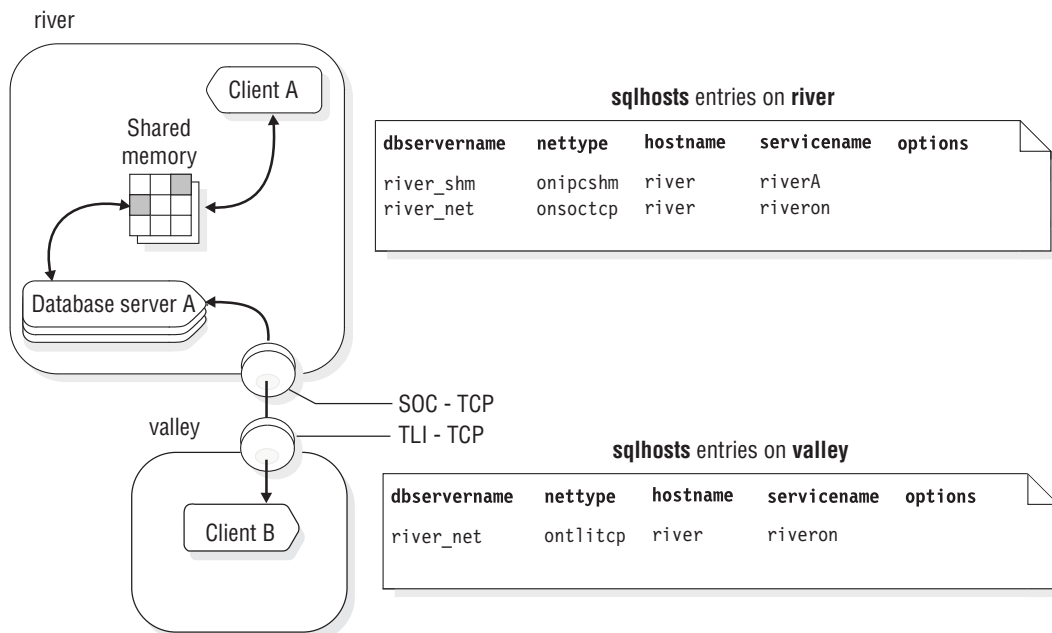 river
Client A
Shared
memory
Database server A
sqlhosts entries on river
dbservername nettype hostname servicename options
river_shm onipcshm river riverA
river_net onsoctcp river riveron
SOC - TCP
TLI - TCP
valley
Client B
sqlhosts entries on valley
dbservername nettype hostname servicename options
river_net ontlitcp river riveron